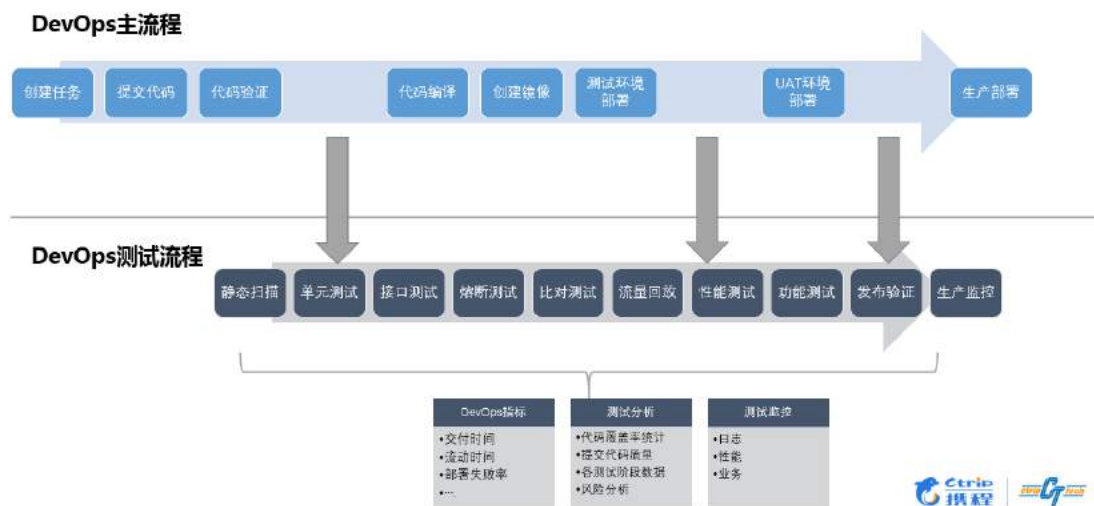 DevOps主流程
创建任务
提交代码
代码验证
代码编译
创建镜像
测试环境
部署
UAT环境
部署
生产部署
DevOps测试流程
静态扫描
单元测试
接口测试
熔断测试
比对测试
流量回放
性能测试
功能测试
发布验证
生产监控
DevOps指标
•交付时间
•流动时间
•部署失败率
•...
测试分析
•代码覆盖率统计
•提交代码质量
•各测试阶段数据
•风险分析
测试监控
•日志
•性能
•业务
Ctrip
携程
ctrip CT tech